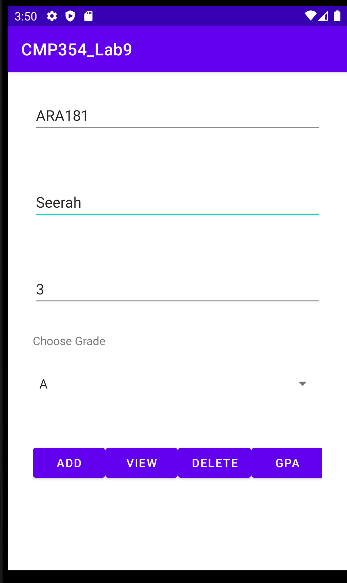 3:50
CMP354_Lab9
ARA181
Seerah
3
Choose Grade
A
ADD VIEW DELETE GPA